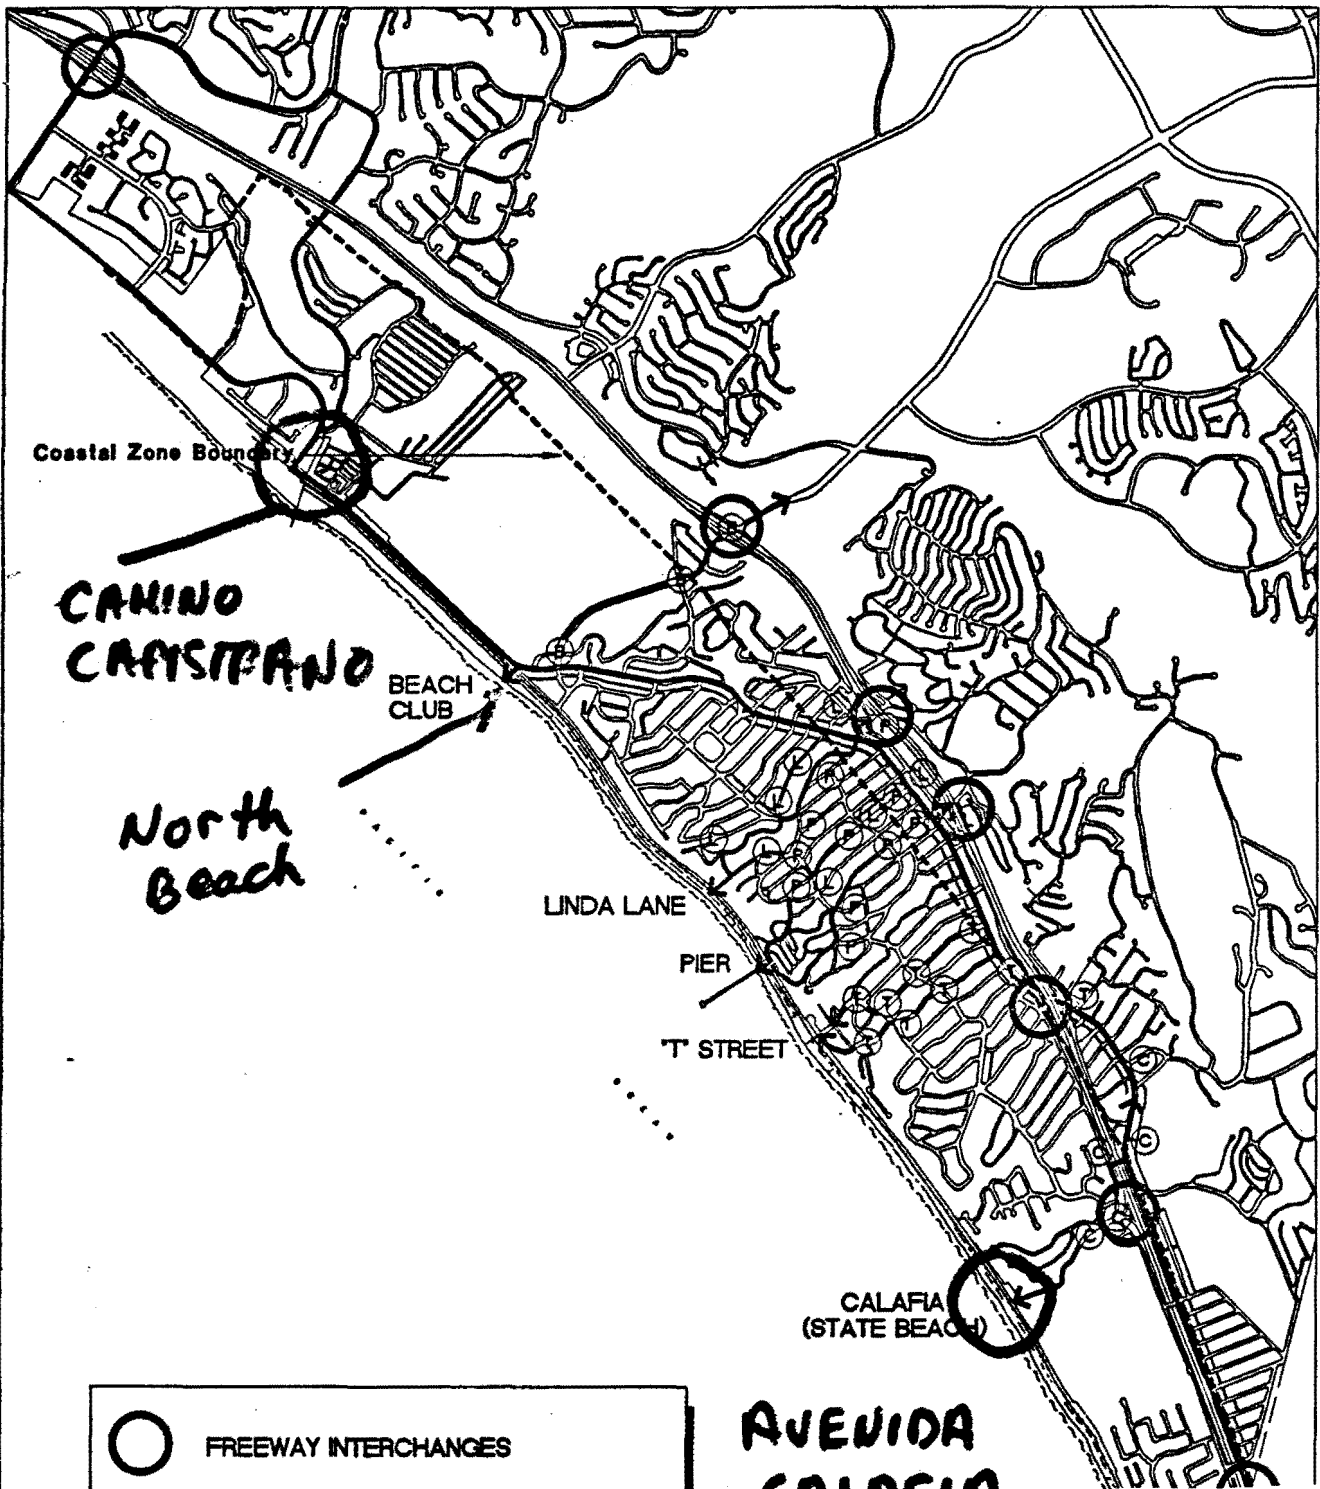 Coastal Zone Boundary
CAMINO
CAPISTRANO
BEACH
CLUB
North
Beach
LINDA LANE
PIER
'T' STREET
CALAFIA
(STATE BEACH)
FREEWAY INTERCHANGES
AVENIDA
CALAFIA